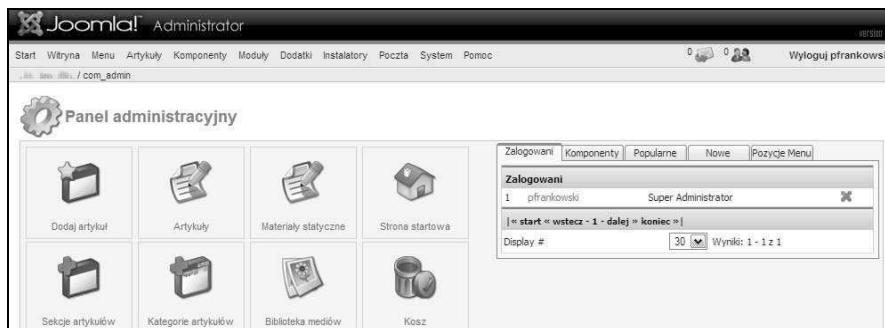 Joomla! Administrator
version
Start Witryna Menu Artykuły Komponenty Moduły Dodatki Instalatory Poczta System Pomoc 0 0 Wyloguj pfrankows
/ com_admin
Panel administracyjny
Dodaj artykuł Artykuły Materiały statyczne Strona startowa
Sekcje artykułów Kategorie artykułów Biblioteka mediów Kosz
Zalogowani Komponenty Popularne Nowe Pozycje Menu
Zalogowani
1 pfrankowski Super Administrator
|« start « wstecz - 1 - dalej » koniec »|
Display # 30 Wyniki: 1 - 1 z 1